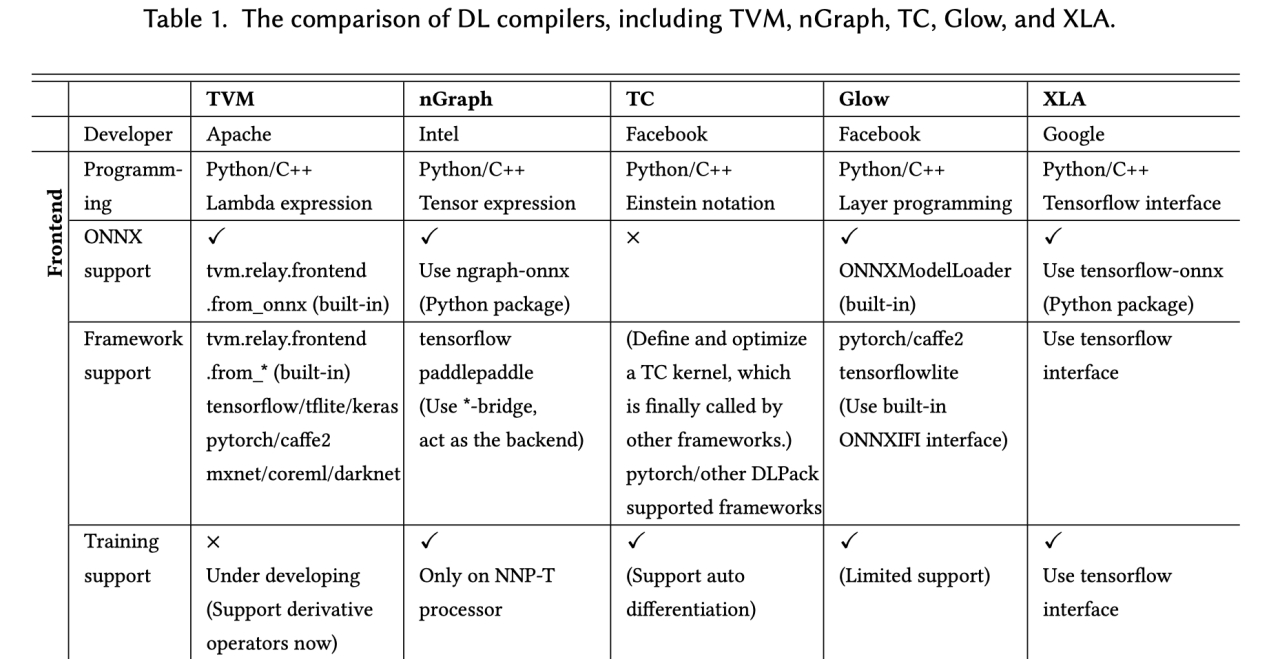 Table 1. The comparison of DL compilers, including TVM, nGraph, TC, Glow, and XLA.
TVM nGraph TC Glow XLA
Developer Apache Intel Facebook Facebook Google
Frontend
Programm- Python/C++ Python/C++ Python/C++ Python/C++ Python/C++
ing Lambda expression Tensor expression Einstein notation Layer programming Tensorflow interface
ONNX ✓ ✓ × ✓ ✓
support tvm.relay.frontend Use ngraph-onnx ONNXModelLoader Use tensorflow-onnx
.from_onnx (built-in) (Python package) (built-in) (Python package)
Framework tvm.relay.frontend tensorflow (Define and optimize pytorch/caffe2 Use tensorflow
support .from_* (built-in) paddlepaddle a TC kernel, which tensorflowlite interface
tensorflow/tflite/keras (Use *-bridge, is finally called by (Use built-in
pytorch/caffe2 act as the backend) other frameworks.) ONNXIFI interface)
mxnet/coreml/darknet pytorch/other DLPack
supported frameworks
Training × ✓ ✓ ✓ ✓
support Under developing Only on NNP-T (Support auto (Limited support) Use tensorflow
(Support derivative processor differentiation) interface
operators now)